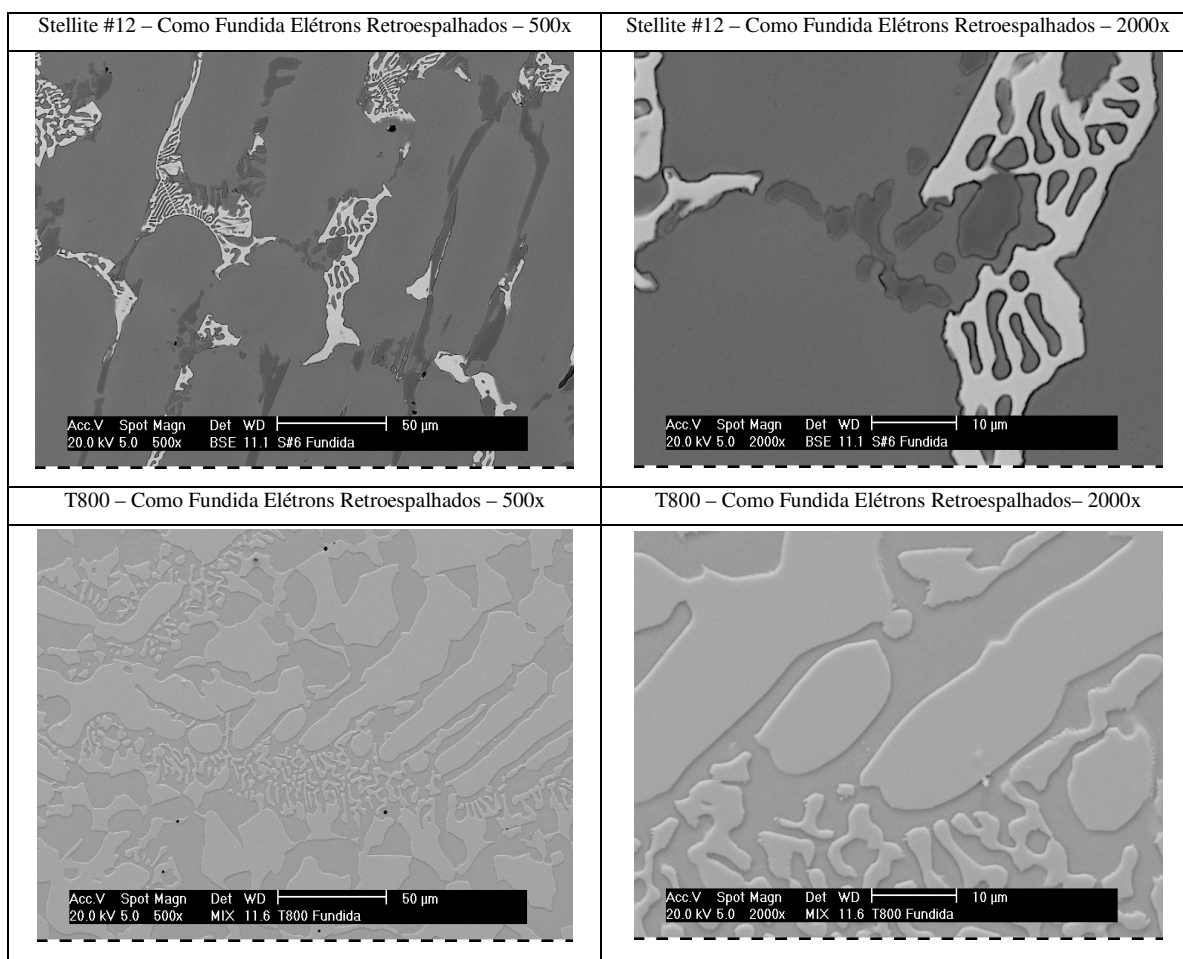 Stellite #12 – Como Fundida Elétrons Retroespalhados – 500x
Stellite #12 – Como Fundida Elétrons Retroespalhados – 2000x
Acc.V Spot Magn Det WD 50 µm
20.0 kV 5.0 500x BSE 11.1 S#6 Fundida
Acc.V Spot Magn Det WD 10 µm
20.0 kV 5.0 2000x BSE 11.1 S#6 Fundida
T800 – Como Fundida Elétrons Retroespalhados – 500x
T800 – Como Fundida Elétrons Retroespalhados– 2000x
Acc.V Spot Magn Det WD 50 µm
20.0 kV 5.0 500x MIX 11.6 T800 Fundida
Acc.V Spot Magn Det WD 10 µm
20.0 kV 5.0 2000x MIX 11.6 T800 Fundida